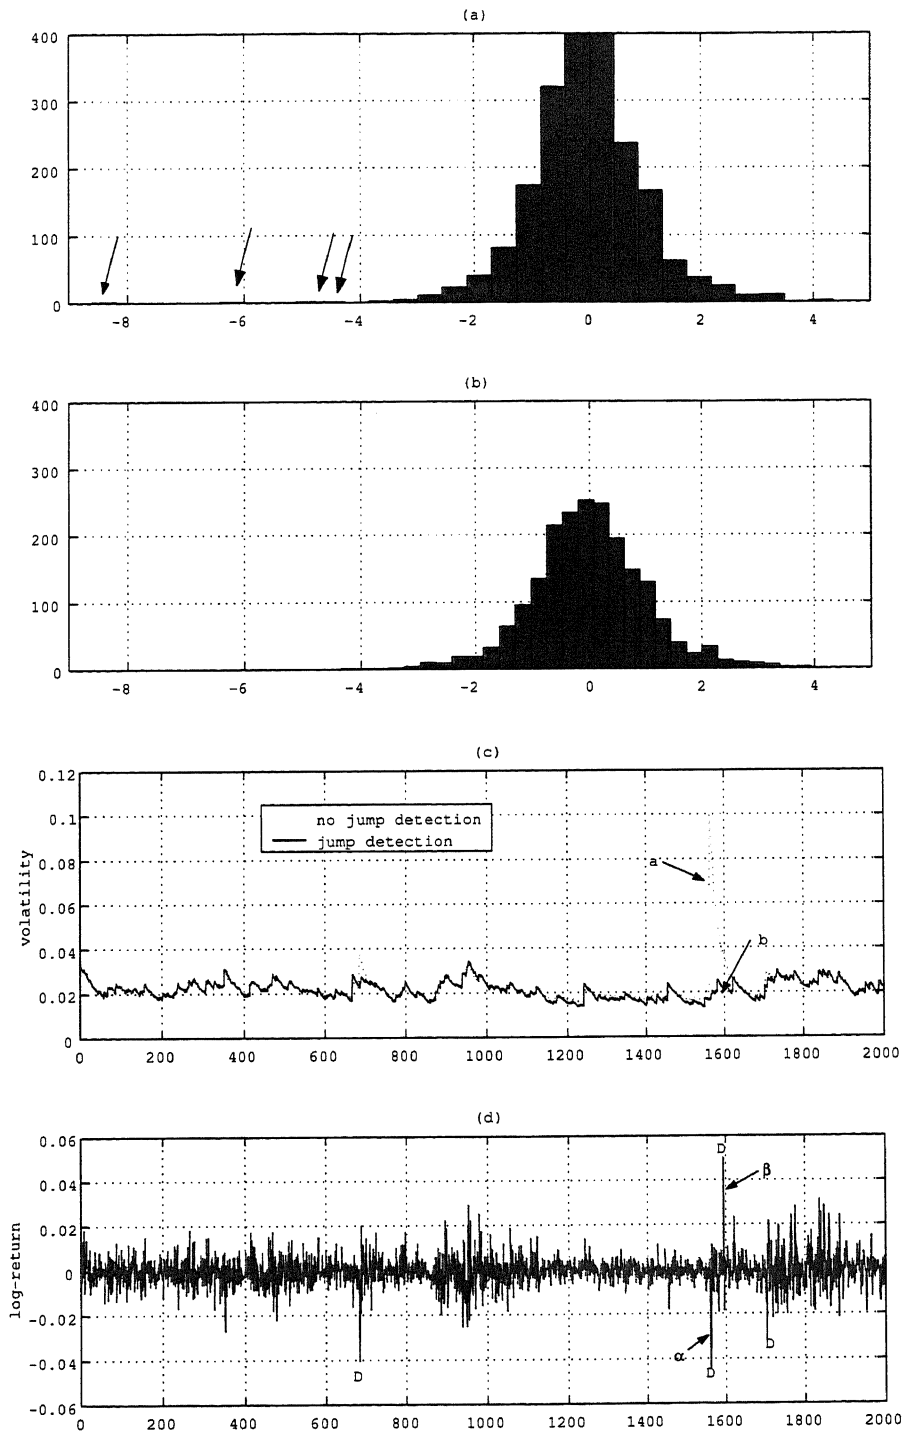 (a)
400
300
200
100
0
-8 -6 -4 -2 0 2 4
(b)
400
300
200
100
0
-8 -6 -4 -2 0 2 4
(c)
0.12
0.1
0.08
0.06
0.04
0.02
0
volatility
no jump detection
jump detection
a
b
0 200 400 600 800 1000 1200 1400 1600 1800 2000
(d)
0.06
0.04
0.02
0
-0.02
-0.04
-0.06
log-return
D
β
D
α
D
D
0 200 400 600 800 1000 1200 1400 1600 1800 2000